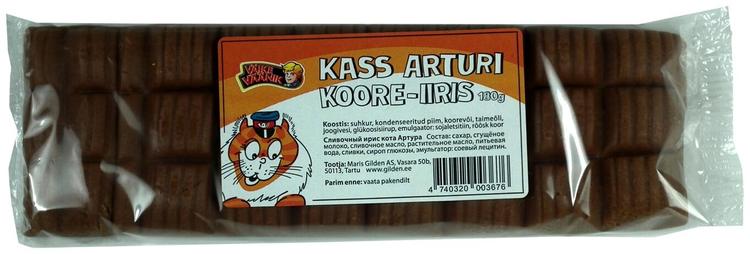 VÄIKE
VÄÄNIK
KASS ARTURI
KOORE-IIRIS 180g
Koostis: suhkur, kondenseeritud piim, koorevõi, taimeõli,
joogivesi, glükoosisiirup, emulgaator: sojaletsitiin, rõõsk koor
Сливочный ирис кота Артура Состав: сахар, сгущёное
молоко, сливочное масло, растительное масло, питьевая
вода, сливки, сироп глюкозы, эмульгатор: соевый лецитин.
Tootja: Maris Gilden AS, Vasara 50b,
50113, Tartu www.gilden.ee
Parim enne: vaata pakendilt
4 740320 003676